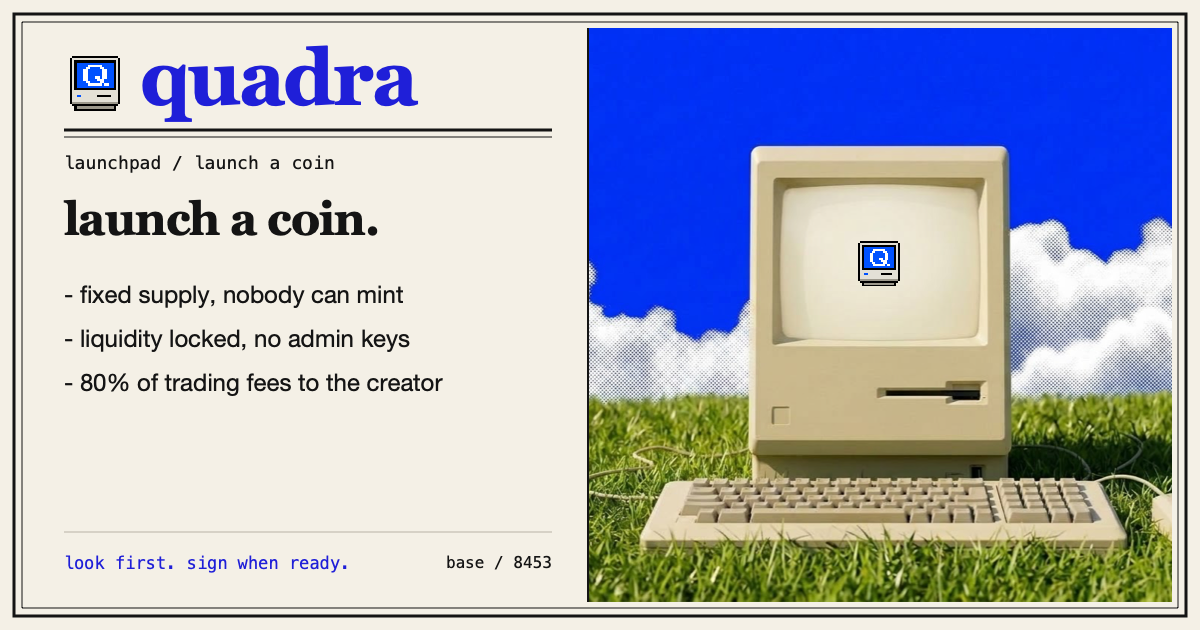 Q quadra
launchpad / launch a coin
launch a coin.
- fixed supply, nobody can mint
- liquidity locked, no admin keys
- 80% of trading fees to the creator
look first. sign when ready.
base / 8453
Q